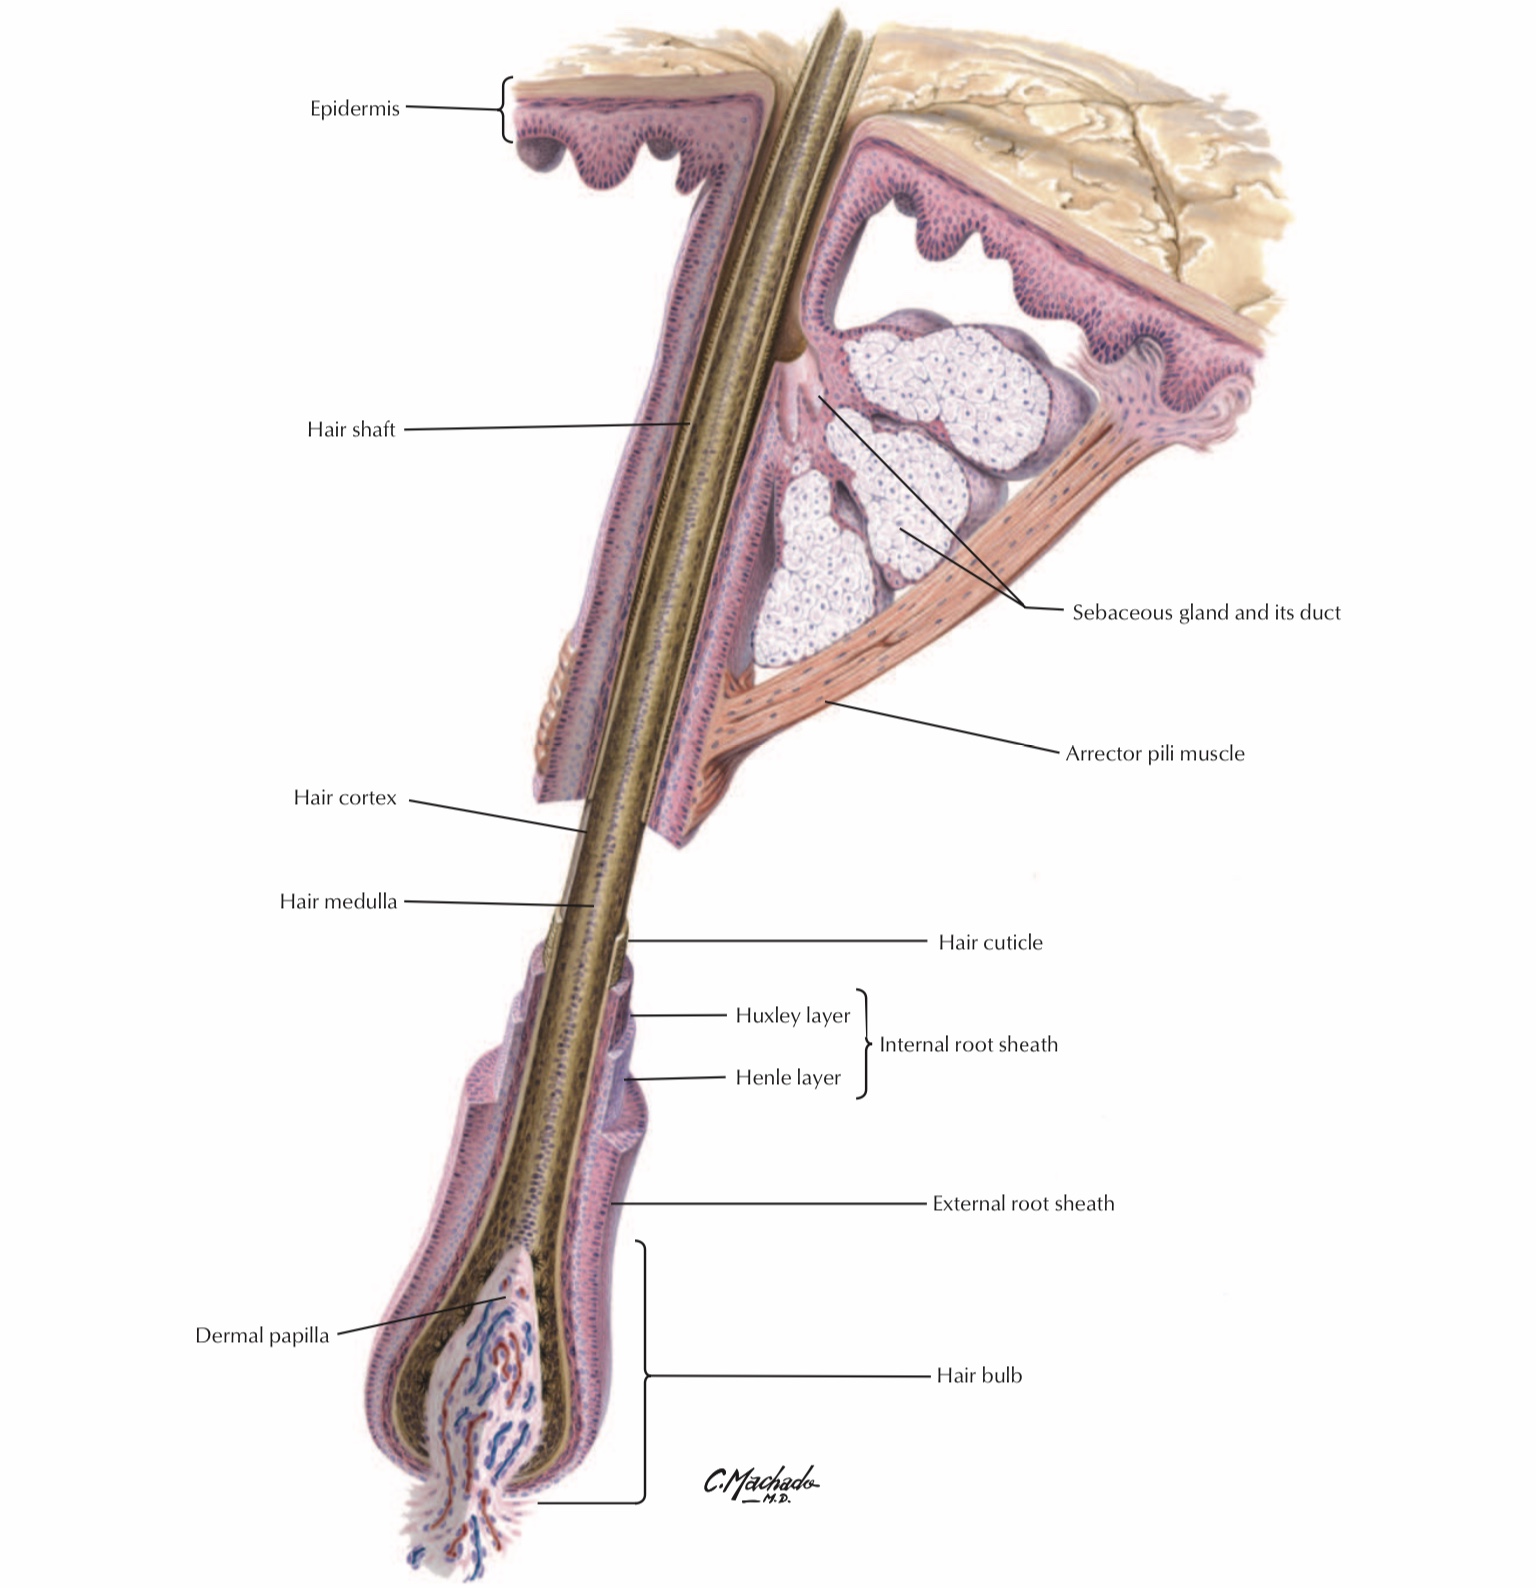 Epidermis
Hair shaft
Sebaceous gland and its duct
Arrector pili muscle
Hair cortex
Hair medulla
Hair cuticle
Huxley layer
Internal root sheath
Henle layer
External root sheath
Dermal papilla
Hair bulb
C.Machado
M.D.